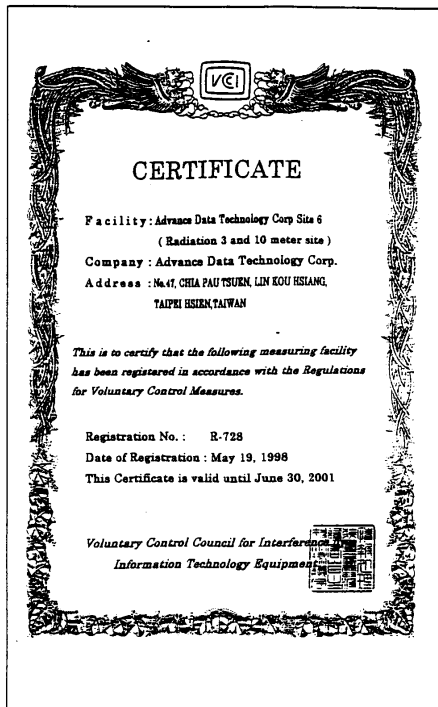 VCCI
CERTIFICATE
Facility : Advance Data Technology Corp Site 6
( Radiation 3 and 10 meter site )
Company : Advance Data Technology Corp.
Address : No.47, CHIA PAU TSUEN, LIN KOU HSIANG,
TAIPEI HSIEN,TAIWAN
This is to certify that the following measuring facility
has been registered in accordance with the Regulations
for Voluntary Control Measures.
Registration No. : R-728
Date of Registration : May 19, 1998
This Certificate is valid until June 30, 2001
Voluntary Control Council for Interference by
Information Technology Equipment